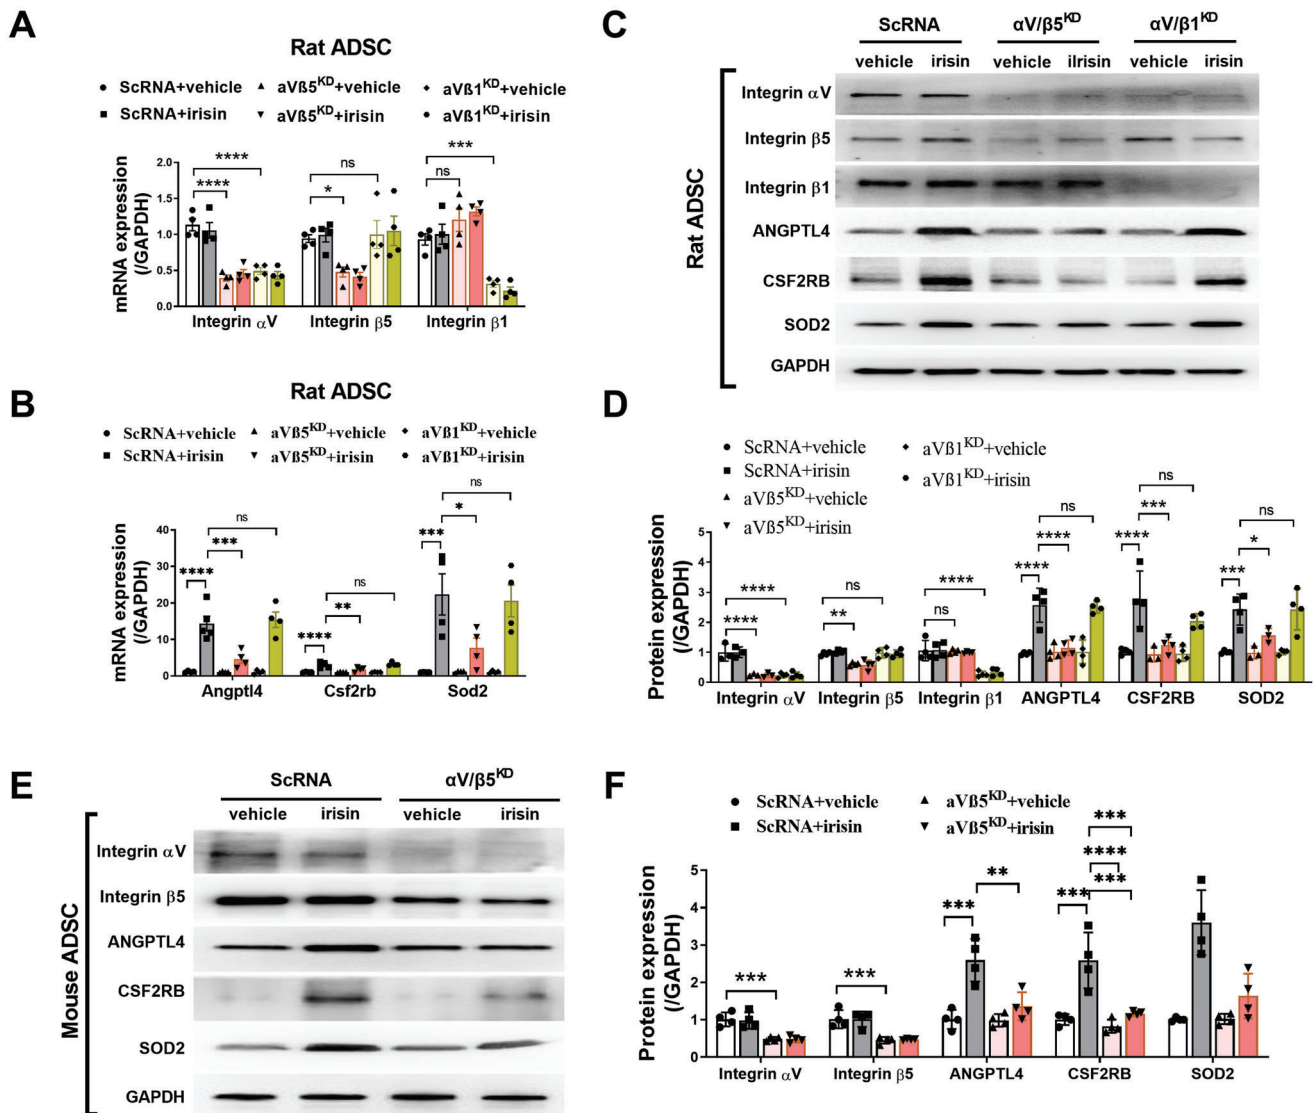 A
Rat ADSC
ScRNA+vehicle aVß5KD+vehicle aVß1KD+vehicle
ScRNA+irisin aVß5KD+irisin aVß1KD+irisin
mRNA expression
(/GAPDH)
2.0
1.5
1.0
0.5
0.0
**** **** * ns ns ***
Integrin αV Integrin β5 Integrin β1
B
Rat ADSC
ScRNA+vehicle aVß5KD+vehicle aVß1KD+vehicle
ScRNA+irisin aVß5KD+irisin aVß1KD+irisin
mRNA expression
(/GAPDH)
40
30
20
10
0
**** *** ns **** ** ns *** * ns
Angptl4 Csf2rb Sod2
C
ScRNA αV/β5KD αV/β1KD
vehicle irisin vehicle ilrisin vehicle irisin
Rat ADSC
Integrin αV
Integrin β5
Integrin β1
ANGPTL4
CSF2RB
SOD2
GAPDH
D
ScRNA+vehicle aVß1KD+vehicle
ScRNA+irisin aVß1KD+irisin
aVß5KD+vehicle
aVß5KD+irisin
Protein expression
(/GAPDH)
5
4
3
2
1
0
**** **** ** ns ns **** **** **** ns **** *** ns *** * ns
Integrin αV Integrin β5 Integrin β1 ANGPTL4 CSF2RB SOD2
E
ScRNA αV/β5KD
vehicle irisin vehicle irisin
Mouse ADSC
Integrin αV
Integrin β5
ANGPTL4
CSF2RB
SOD2
GAPDH
F
ScRNA+vehicle aVß5KD+vehicle
ScRNA+irisin aVß5KD+irisin
Protein expression
(/GAPDH)
5
4
3
2
1
0
*** *** *** ** *** *** **** ***
Integrin αV Integrin β5 ANGPTL4 CSF2RB SOD2